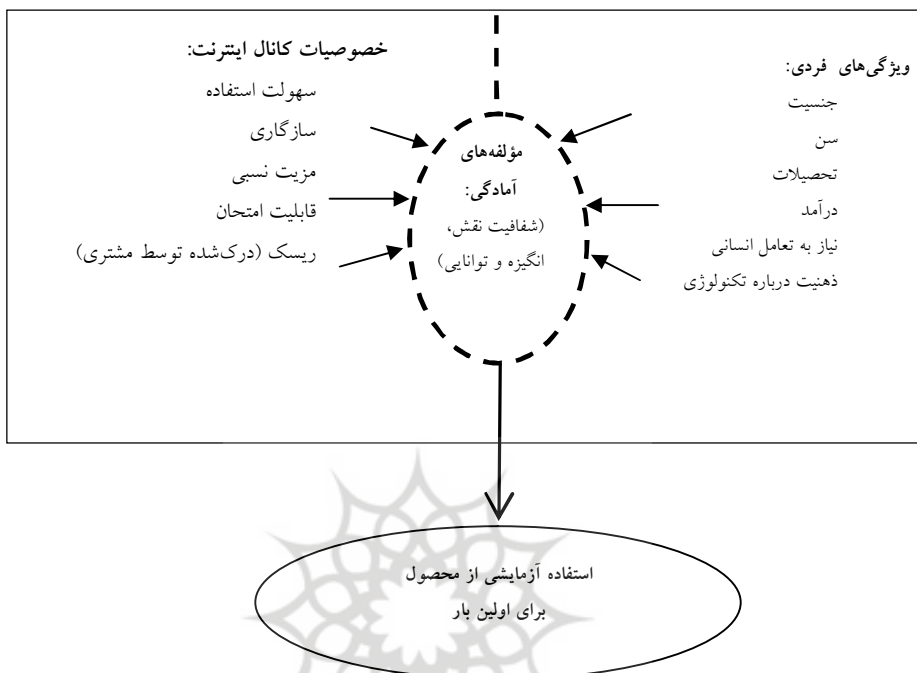 ویژگی‌های فردی:
جنسیت
سن
تحصیلات
درآمد
نیاز به تعامل انسانی
ذهنیت درباره تکنولوژی
مؤلفه‌های
آمادگی:
(شفافیت نقش،
انگیزه و توانایی)
خصوصیات کانال اینترنت:
سهولت استفاده
سازگاری
مزیت نسبی
قابلیت امتحان
ریسک (درک‌شده توسط مشتری)
استفاده آزمایشی از محصول
برای اولین بار